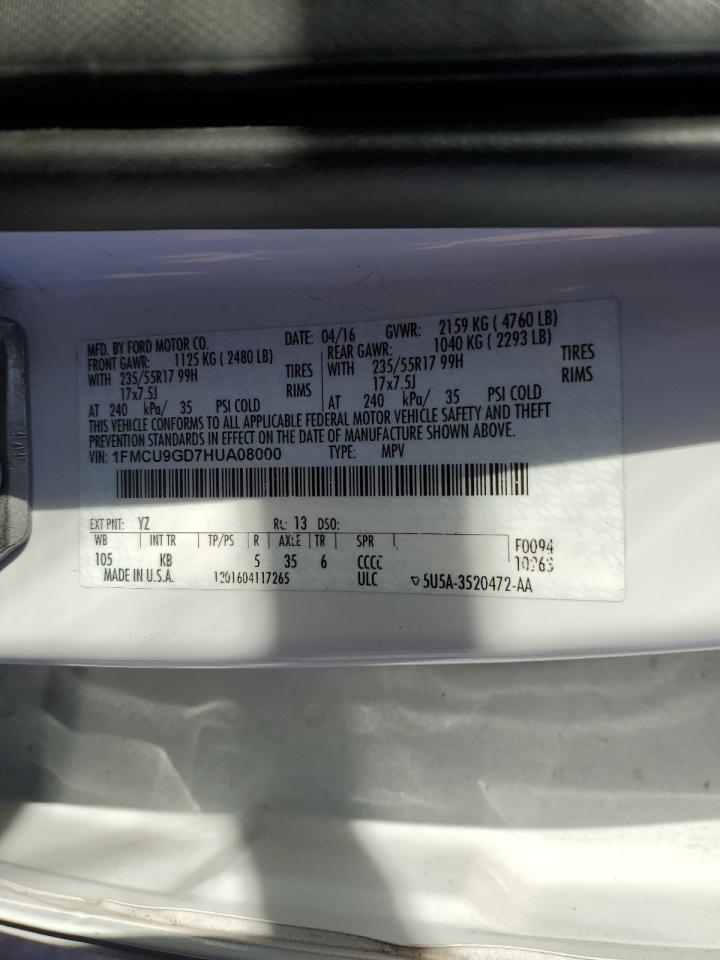 MFD. BY FORD MOTOR CO. DATE: 04/16 GVWR: 2159 KG ( 4760 LB)
FRONT GAWR: 1125 KG ( 2480 LB) REAR GAWR: 1040 KG ( 2293 LB)
WITH 235/55R17 99H TIRES WITH 235/55R17 99H TIRES
17x7.5J RIMS 17x7.5J RIMS
AT 240 kPa/ 35 PSI COLD AT 240 kPa/ 35 PSI COLD
THIS VEHICLE CONFORMS TO ALL APPLICABLE FEDERAL MOTOR VEHICLE SAFETY AND THEFT
PREVENTION STANDARDS IN EFFECT ON THE DATE OF MANUFACTURE SHOWN ABOVE.
VIN: 1FMCU9GD7HUA08000 TYPE: MPV
EXT PNT: YZ RC: 13 DSO:
WB INT TR TP/PS R AXLE TR SPR F0094
105 KB 5 35 6 CCCC
MADE IN U.S.A. 1201604117265 ULC 5U5A-3520472-AA